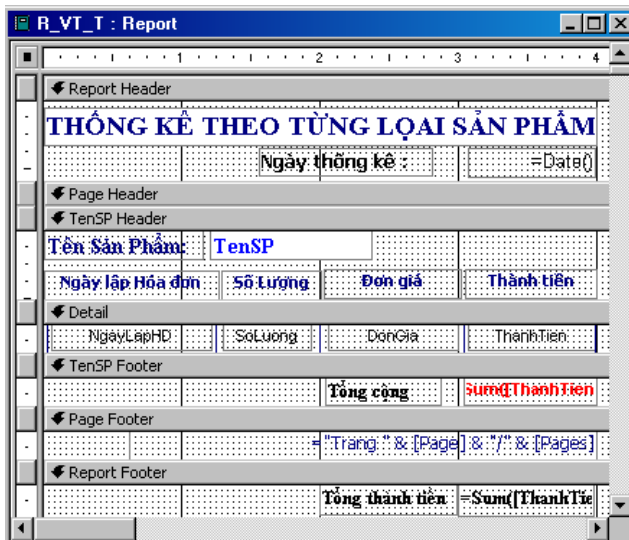 R_VT_T : Report
1 2 3 4
Report Header
THỐNG KÊ THEO TỪNG LỌAI SẢN PHẨM
Ngày thống kê : =Date()
Page Header
TenSP Header
Tên Sản Phẩm: TenSP
Ngày lập Hóa đơn Số Lượng Đơn giá Thành tiền
Detail
NgayLapHD SoLuong DonGia ThanhTien
TenSP Footer
Tổng cộng Sum([ThanhTien
Page Footer
="Trang " & [Page] & "/" & [Pages]
Report Footer
Tổng thành tiền =Sum([ThanhTie